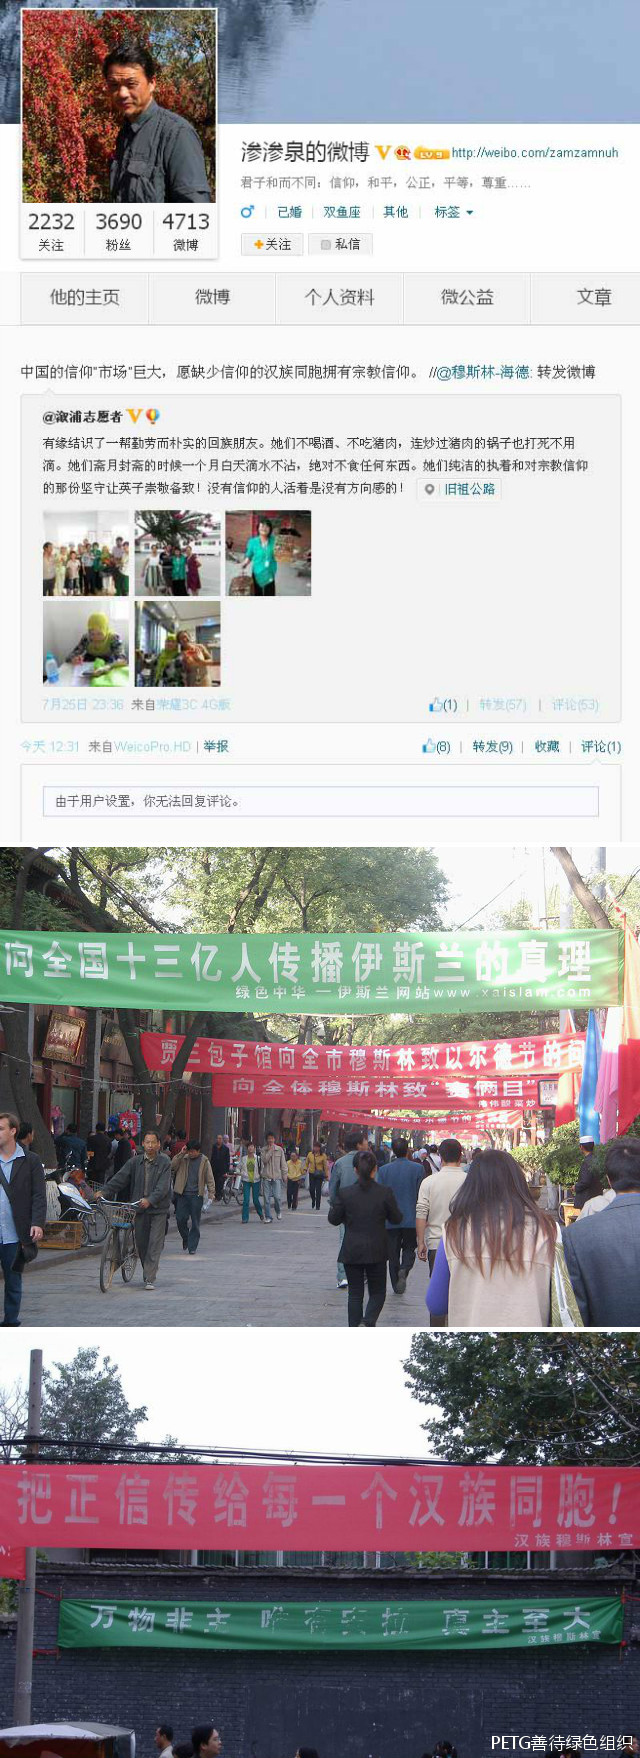 渗渗泉的微博 V LV 9 http://weibo.com/zamzamnuh
君子和而不同：信仰，和平，公正，平等，尊重……
2232 3690 4713
关注 粉丝 微博
已婚 双鱼座 其他 标签
+关注 私信
他的主页 微博 个人资料 微公益 文章
中国的信仰"市场"巨大，愿缺少信仰的汉族同胞拥有宗教信仰。 //@穆斯林-海德: 转发微博
@溆浦志愿者 V
有缘结识了一帮勤劳而朴实的回族朋友。她们不喝酒、不吃猪肉，连炒过猪肉的锅子也打死不用
滴。她们斋月封斋的时候一个月白天滴水不沾，绝对不食任何东西。她们纯洁的执着和对宗教信仰
的那份坚守让英子崇敬备致！没有信仰的人活着是没有方向感的！ 旧祖公路
7月25日 23:36 来自荣耀3C 4G版 (1) | 转发(57) | 评论(53)
今天 12:31 来自WeicoPro.HD | 举报 (8) | 转发(9) | 收藏 | 评论(1)
由于用户设置，你无法回复评论。
向全国十三亿人传播伊斯兰的真理
绿色中华 — 伊斯兰网站www.xaislam.com
贾三包子馆向全市穆斯林致以尔德节的问
向全体穆斯林致"赛俩目"
把正信传给每一个汉族同胞！
汉族穆斯林宣
万物非主 唯有安拉 真主至大
汉族穆斯林宣
PETG善待绿色组织